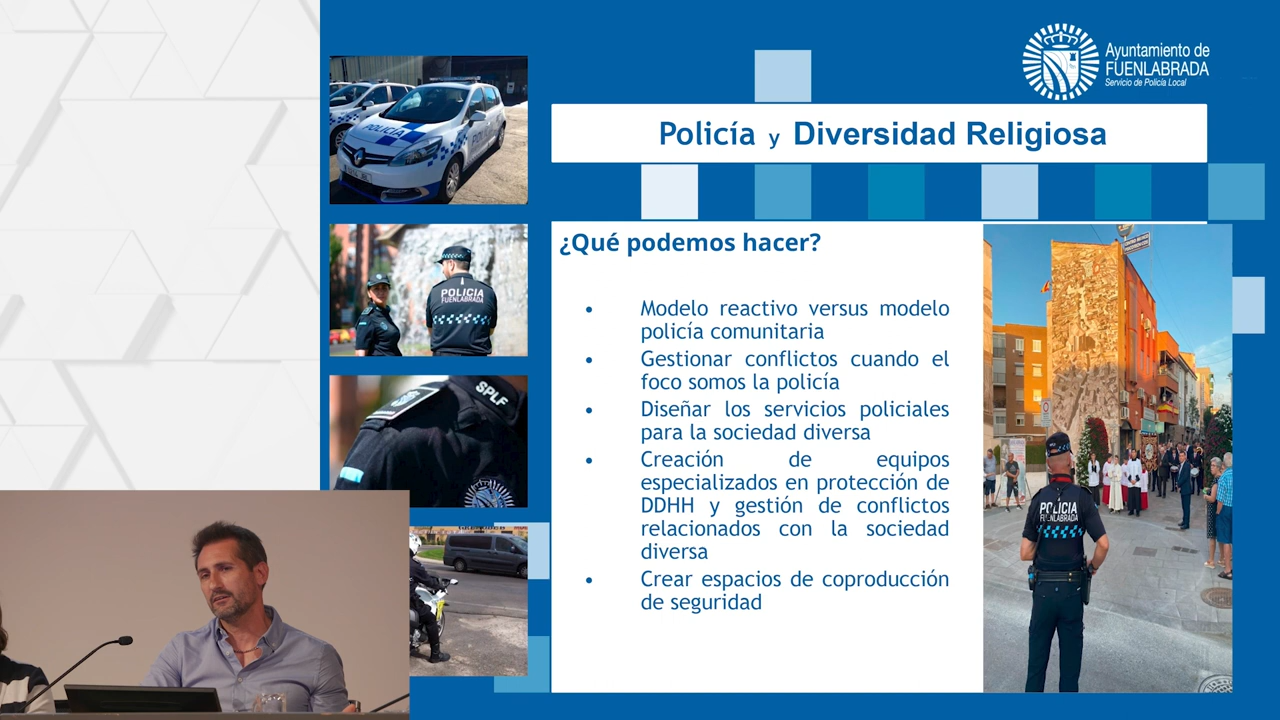 Ayuntamiento de
FUENLABRADA
Servicio de Policía Local
Policía y Diversidad Religiosa
POLICIA
¿Qué podemos hacer?
POLICIA
FUENLABRADA
• Modelo reactivo versus modelo
policía comunitaria
• Gestionar conflictos cuando el
foco somos la policía
• Diseñar los servicios policiales
para la sociedad diversa
• Creación de equipos
especializados en protección de
DDHH y gestión de conflictos
relacionados con la sociedad
diversa
• Crear espacios de coproducción
de seguridad
SPLF
POLICIA
FUENLABRADA